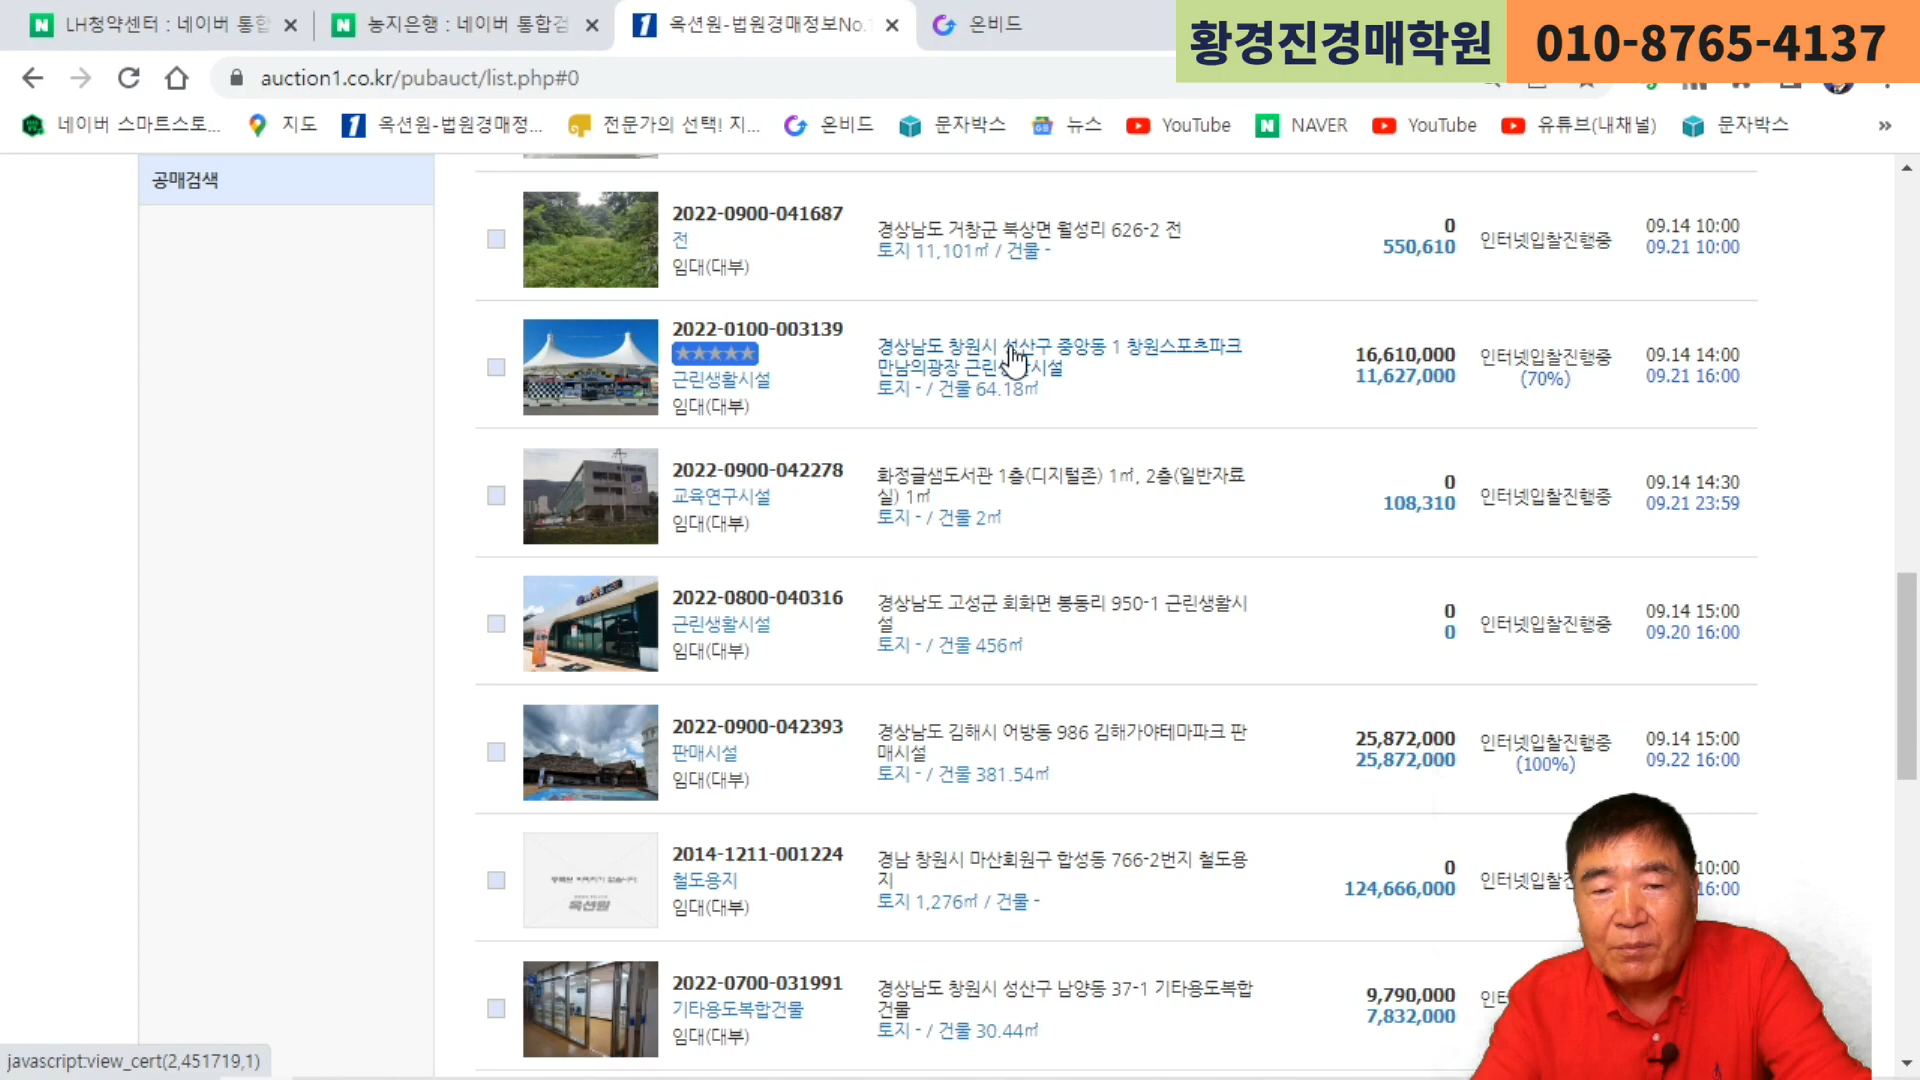 LH청약센터 : 네이버 통합
농지은행 : 네이버 통합검
옥션원-법원경매정보No.1
온비드
황경진경매학원
010-8765-4137
auction1.co.kr/pubauct/list.php#0
네이버 스마트스토...
지도
옥션원-법원경매정...
전문가의 선택! 지...
온비드
문자박스
뉴스
YouTube
NAVER
YouTube
유튜브(내채널)
문자박스
»
공매검색
2022-0900-041687
전
임대(대부)
경상남도 거창군 북상면 월성리 626-2 전
토지 11,101㎡ / 건물 -
0
550,610
인터넷입찰진행중
09.14 10:00
09.21 10:00
2022-0100-003139
★★★★★
근린생활시설
임대(대부)
경상남도 창원시 성산구 중앙동 1 창원스포츠파크
만남의광장 근린생활시설
토지 - / 건물 64.18㎡
16,610,000
11,627,000
인터넷입찰진행중
(70%)
09.14 14:00
09.21 16:00
2022-0900-042278
교육연구시설
임대(대부)
화정글샘도서관 1층(디지털존) 1㎡, 2층(일반자료
실) 1㎡
토지 - / 건물 2㎡
0
108,310
인터넷입찰진행중
09.14 14:30
09.21 23:59
2022-0800-040316
근린생활시설
임대(대부)
경상남도 고성군 회화면 봉동리 950-1 근린생활시
설
토지 - / 건물 456㎡
0
0
인터넷입찰진행중
09.14 15:00
09.20 16:00
2022-0900-042393
판매시설
임대(대부)
경상남도 김해시 어방동 986 김해가야테마파크 판
매시설
토지 - / 건물 381.54㎡
25,872,000
25,872,000
인터넷입찰진행중
(100%)
09.14 15:00
09.22 16:00
2014-1211-001224
철도용지
임대(대부)
옥션원
경남 창원시 마산회원구 합성동 766-2번지 철도용
지
토지 1,276㎡ / 건물 -
0
124,666,000
인터넷입찰진
10:00
16:00
2022-0700-031991
기타용도복합건물
임대(대부)
경상남도 창원시 성산구 남양동 37-1 기타용도복합
건물
토지 - / 건물 30.44㎡
9,790,000
7,832,000
인터
javascript:view_cert(2,451719,1)